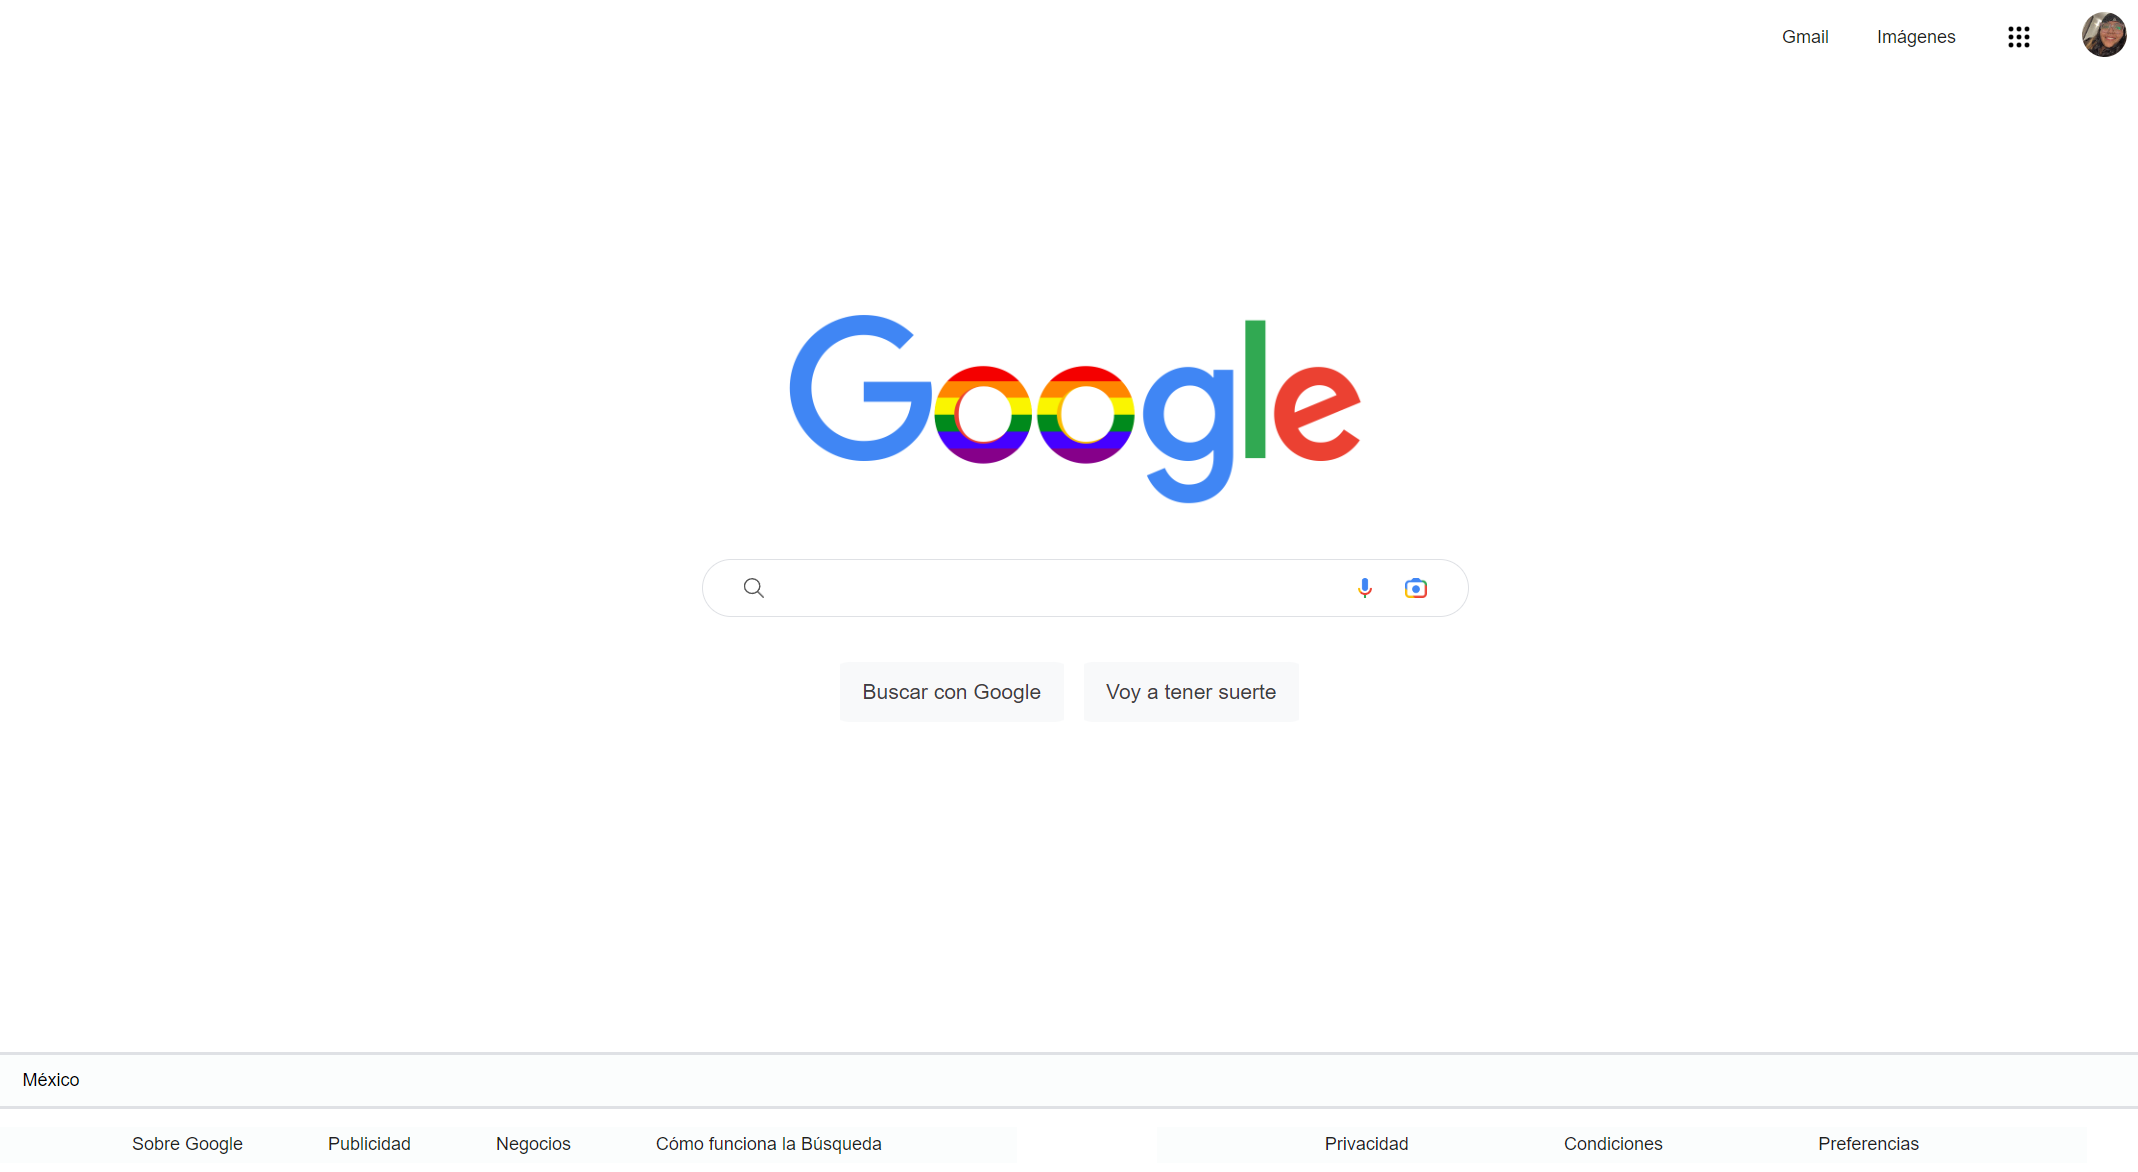 Gmail Imágenes
Google
Buscar con Google Voy a tener suerte
México
Sobre Google Publicidad Negocios Cómo funciona la Búsqueda Privacidad Condiciones Preferencias